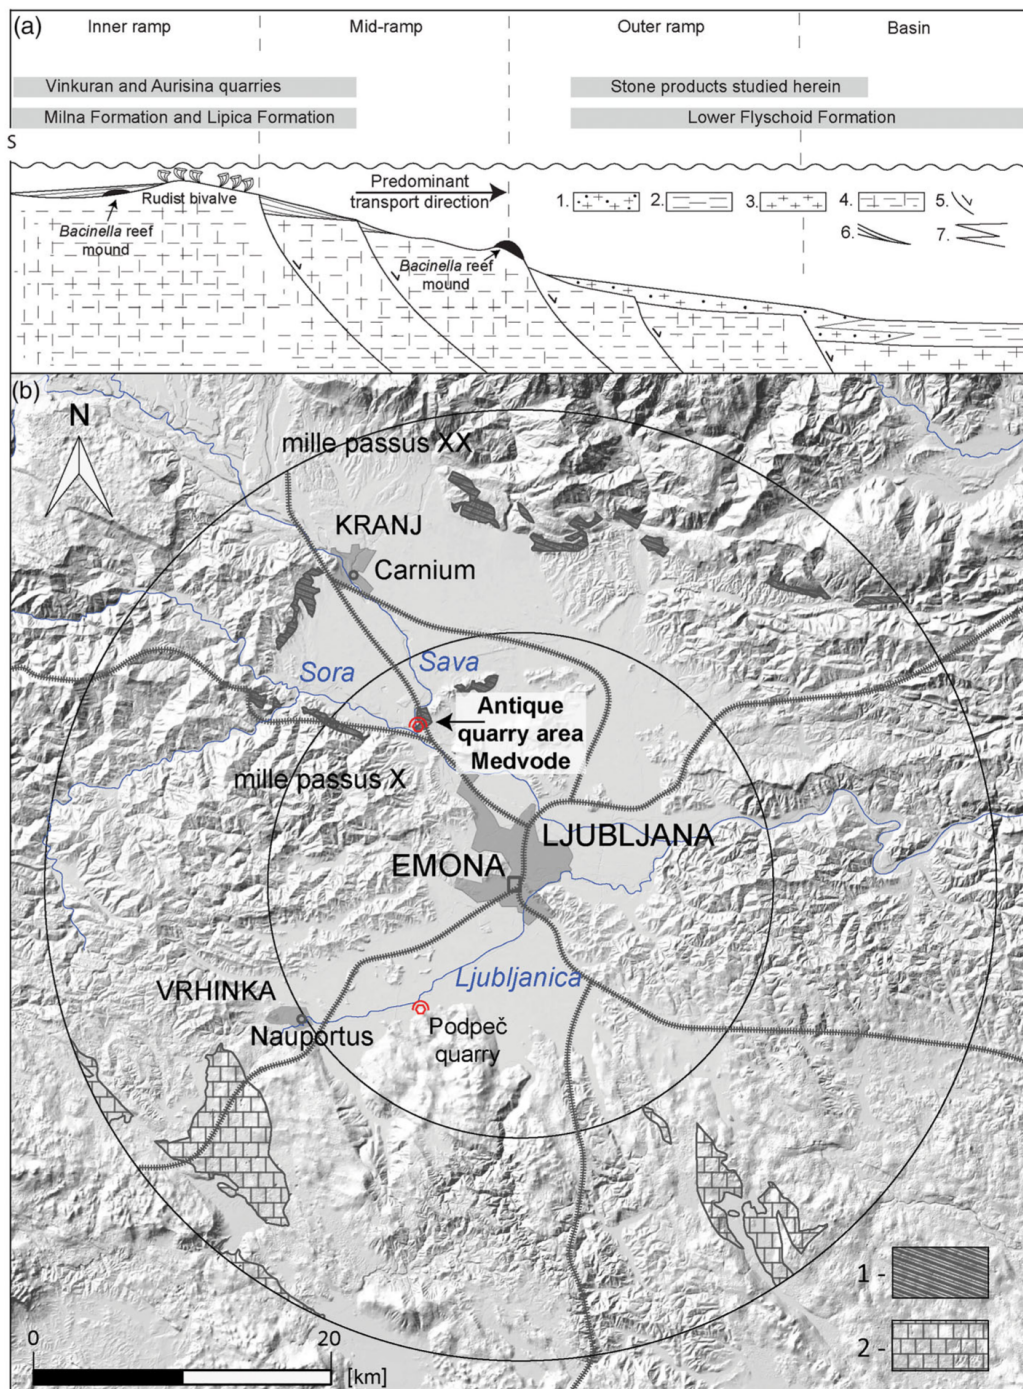 (a)
Inner ramp
Mid-ramp
Outer ramp
Basin
Vinkuran and Aurisina quarries
Stone products studied herein
Milna Formation and Lipica Formation
Lower Flyschoid Formation
S
Rudist bivalve
Bacinella reef
mound
Predominant
transport direction
Bacinella reef
mound
1.
2.
3.
4.
5.
6.
7.
(b)
N
mille passus XX
KRANJ
Carnium
Sora
Sava
Antique
quarry area
Medvode
mille passus X
LJUBLJANA
EMONA
Ljubljanica
VRHINKA
Nauportus
Podpeč
quarry
1 -
2 -
0
20
[km]